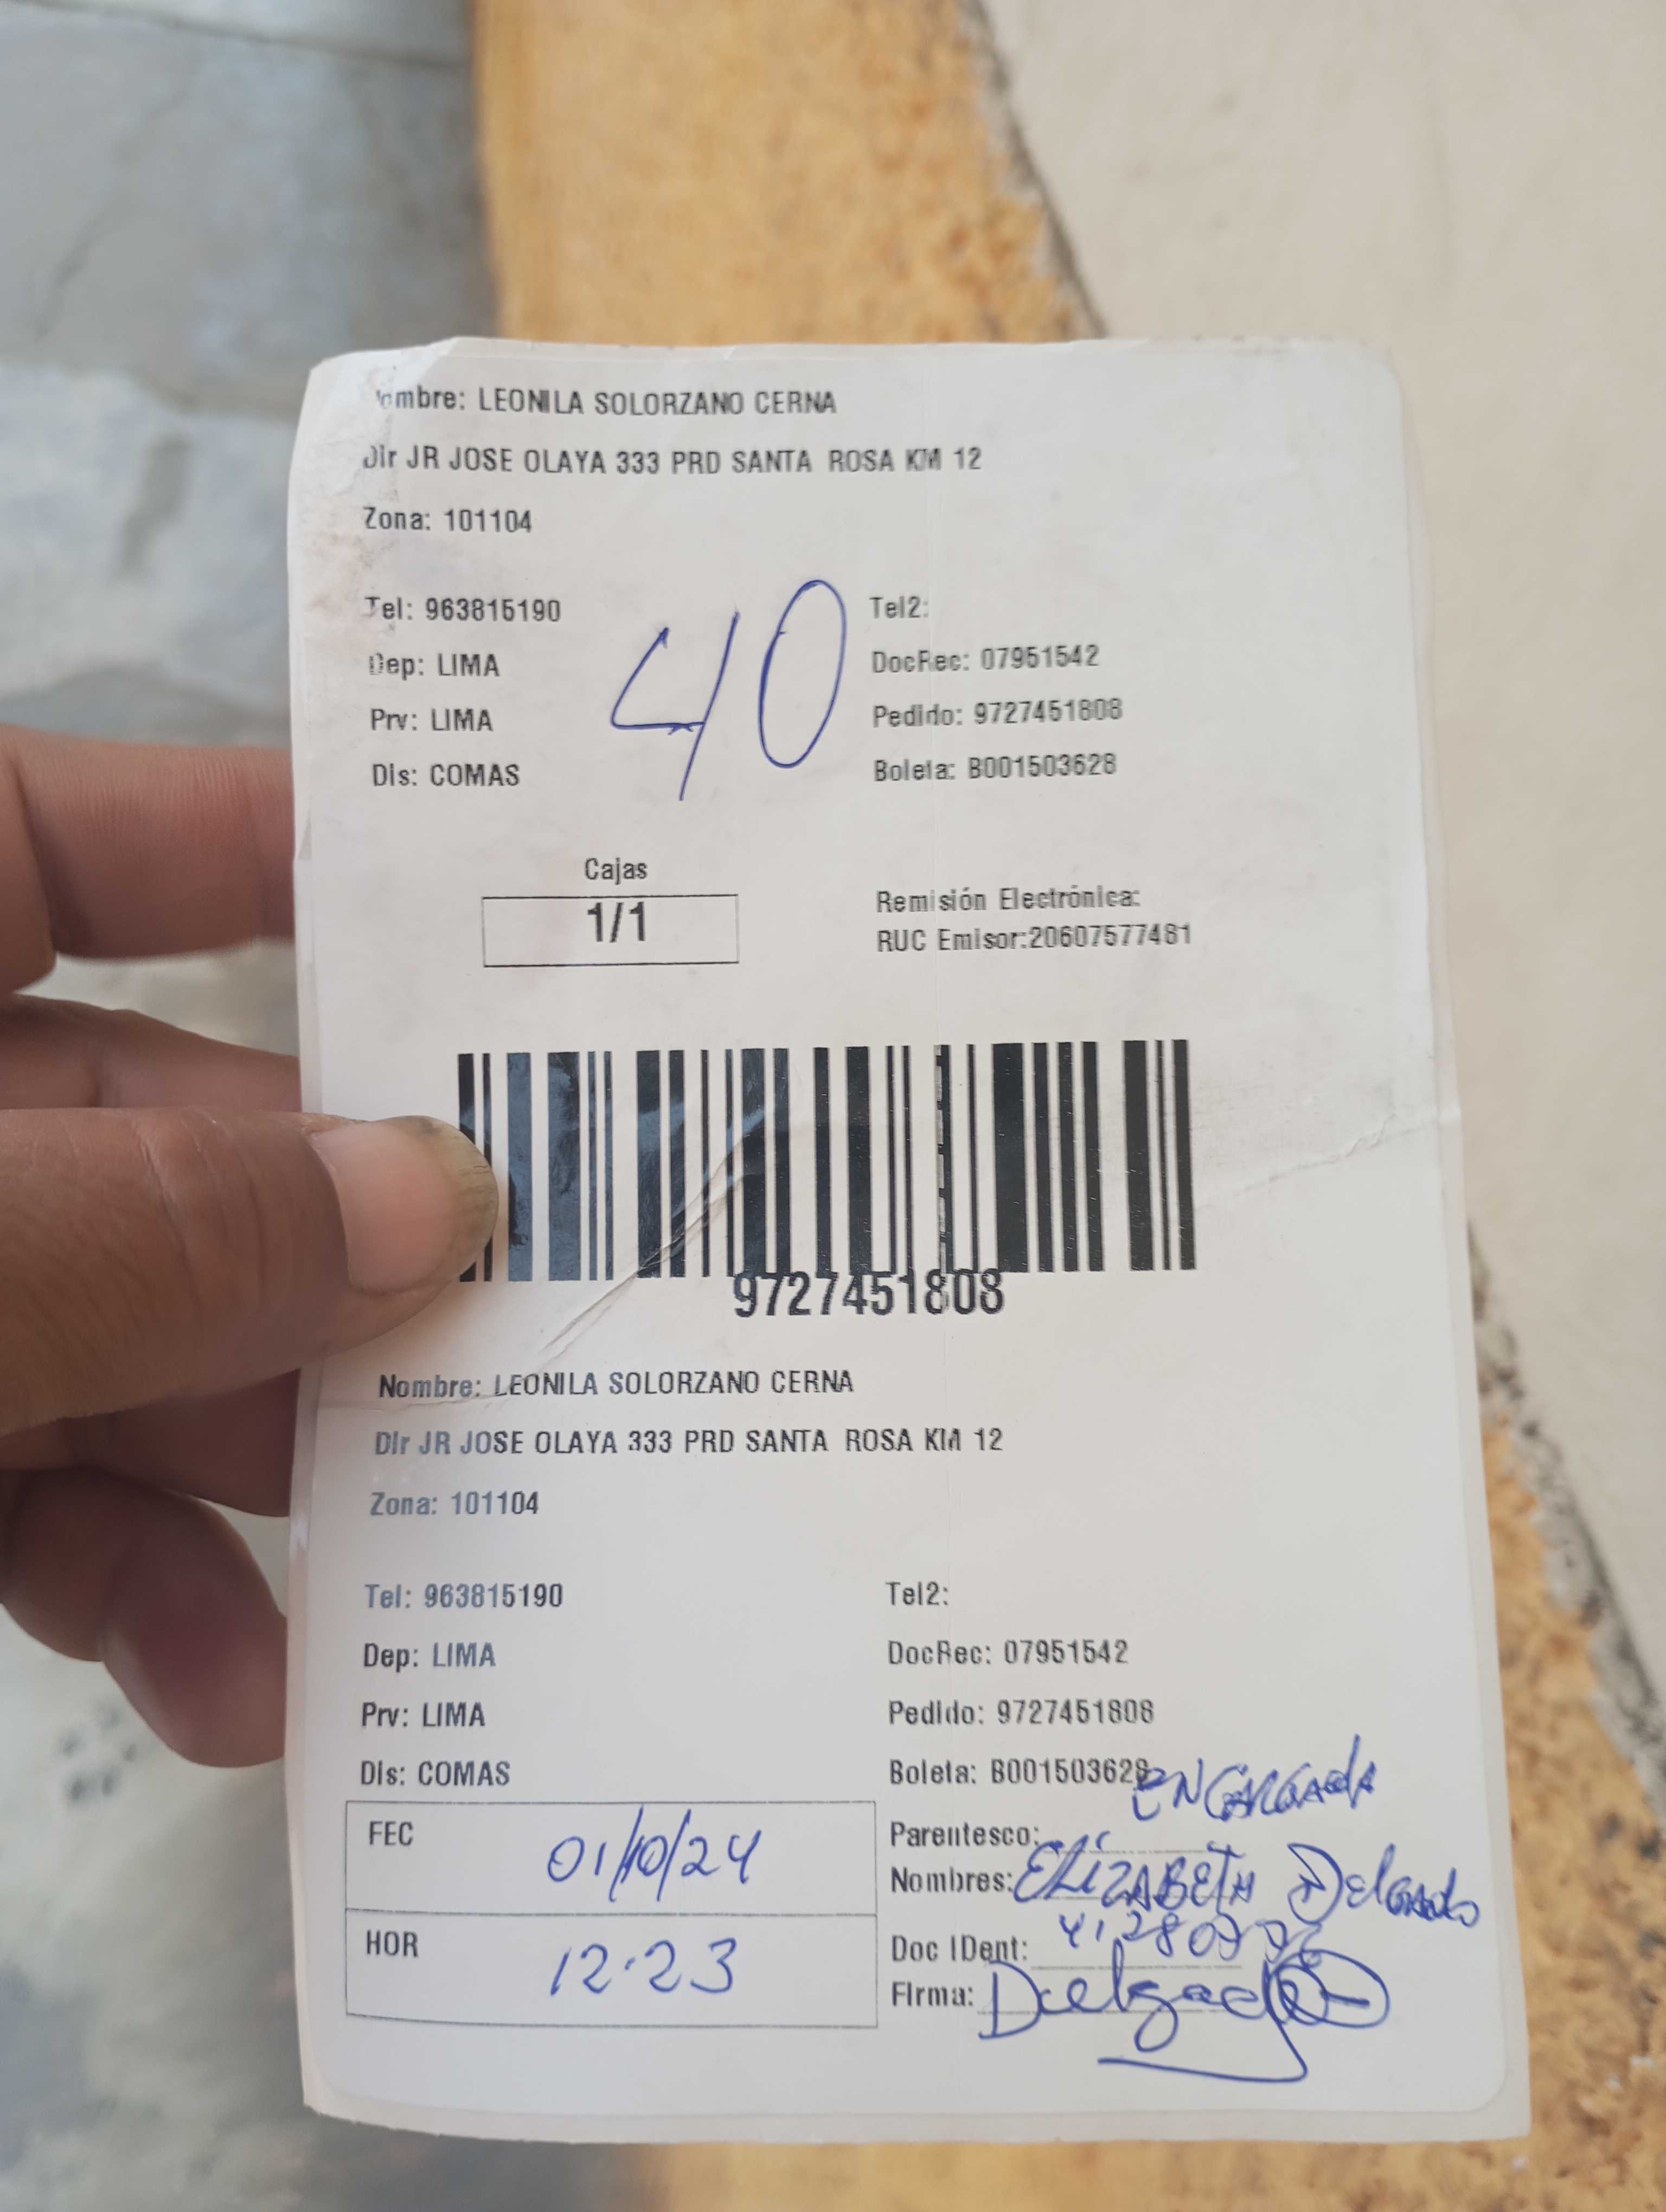 Nombre: LEONILA SOLORZANO CERNA
Dir JR JOSE OLAYA 333 PRD SANTA ROSA KM 12
Zona: 101104
40
Tel: 963815190 Tel2:
Dep: LIMA DocRec: 07951542
Prv: LIMA Pedido: 9727451808
Dis: COMAS Boleta: B001503628
Cajas
1/1
Remisión Electrónica:
RUC Emisor:20607577481
9727451808
Nombre: LEONILA SOLORZANO CERNA
Dir JR JOSE OLAYA 333 PRD SANTA ROSA KM 12
Zona: 101104
Tel: 963815190 Tel2:
Dep: LIMA DocRec: 07951542
Prv: LIMA Pedido: 9727451808
Dis: COMAS Boleta: B001503628
FEC 01/10/24
HOR 12:23
Parentesco: ENCARGADA
Nombres: ELIZABETH Delgado
Doc IDent:
Firma: Delgado